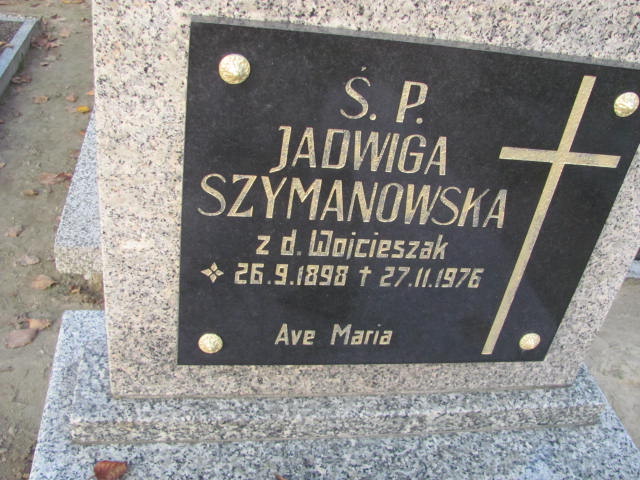 Ś. P.
JADWIGA
SZYMANOWSKA
z d. Wojcieszak
26.9.1898 † 27.11.1976
Ave Maria